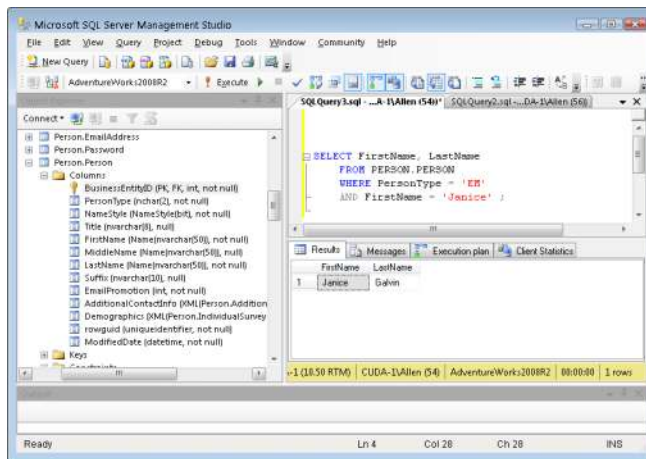 Microsoft SQL Server Management Studio
File Edit View Query Project Debug Tools Window Community Help
New Query
AdventureWorks2008R2 Execute
SQLQuery3.sql - ...A-1\Allen (54))* SQLQuery2.sql -...DA-1\Allen (56))
Connect
Person.EmailAddress
Person.Password
Person.Person
Columns
BusinessEntityID (PK, FK, int, not null)
PersonType (nchar(2), not null)
NameStyle (NameStyle(bit), not null)
Title (nvarchar(8), null)
FirstName (Name(nvarchar(50)), not null)
MiddleName (Name(nvarchar(50)), null)
LastName (Name(nvarchar(50)), not null)
Suffix (nvarchar(10), null)
EmailPromotion (int, not null)
AdditionalContactInfo (XML(Person.Addition
Demographics (XML(Person.IndividualSurvey
rowguid (uniqueidentifier, not null)
ModifiedDate (datetime, not null)
Keys
SELECT FirstName, LastName
FROM PERSON.PERSON
WHERE PersonType = 'EM'
AND FirstName = 'Janice' ;
Results Messages Execution plan Client Statistics
FirstName LastName
1 Janice Galvin
-1 (10.50 RTM) CUDA-1\Allen (54) AdventureWorks2008R2 00:00:00 1 rows
Ready Ln 4 Col 28 Ch 28 INS